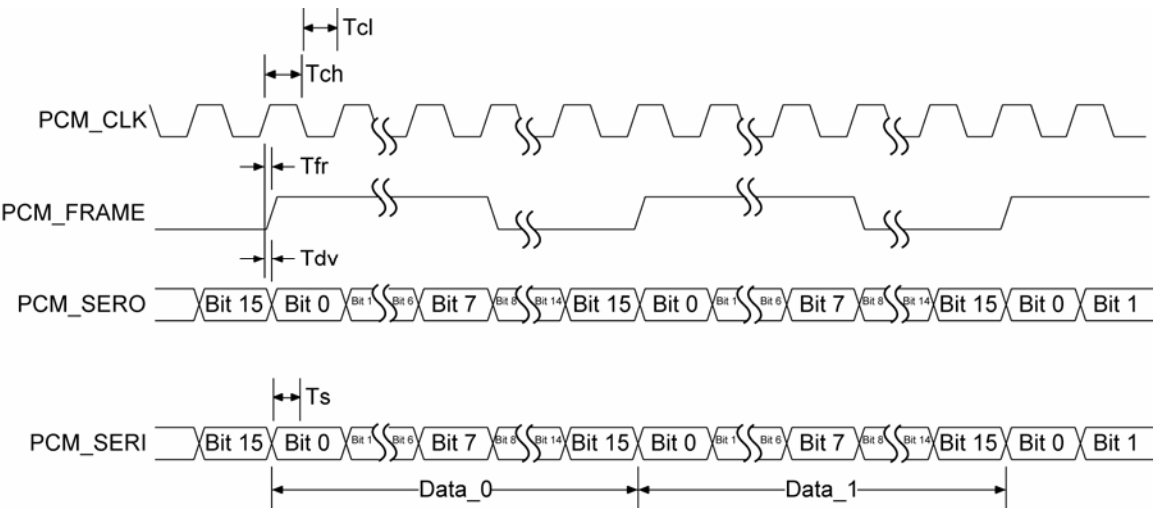 Tcl
Tch
PCM_CLK
Tfr
PCM_FRAME
Tdv
PCM_SERO Bit 15 Bit 0 Bit 1 Bit 6 Bit 7 Bit 8 Bit 14 Bit 15 Bit 0 Bit 1 Bit 6 Bit 7 Bit 8 Bit 14 Bit 15 Bit 0 Bit 1
Ts
PCM_SERI Bit 15 Bit 0 Bit 1 Bit 6 Bit 7 Bit 8 Bit 14 Bit 15 Bit 0 Bit 1 Bit 6 Bit 7 Bit 8 Bit 14 Bit 15 Bit 0 Bit 1
Data_0 Data_1